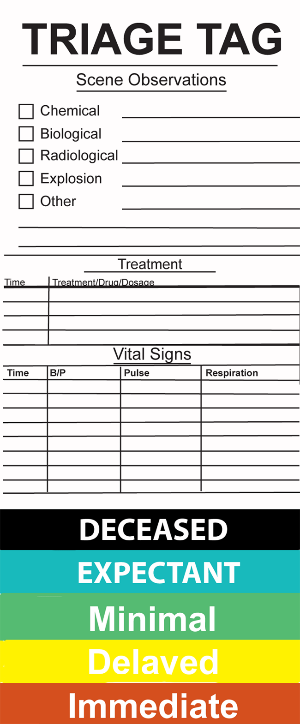 TRIAGE TAG
Scene Observations
Chemical
Biological
Radiological
Explosion
Other
Treatment
Time Treatment/Drug/Dosage
Vital Signs
Time B/P Pulse Respiration
DECEASED
EXPECTANT
Minimal
Delaved
Immediate